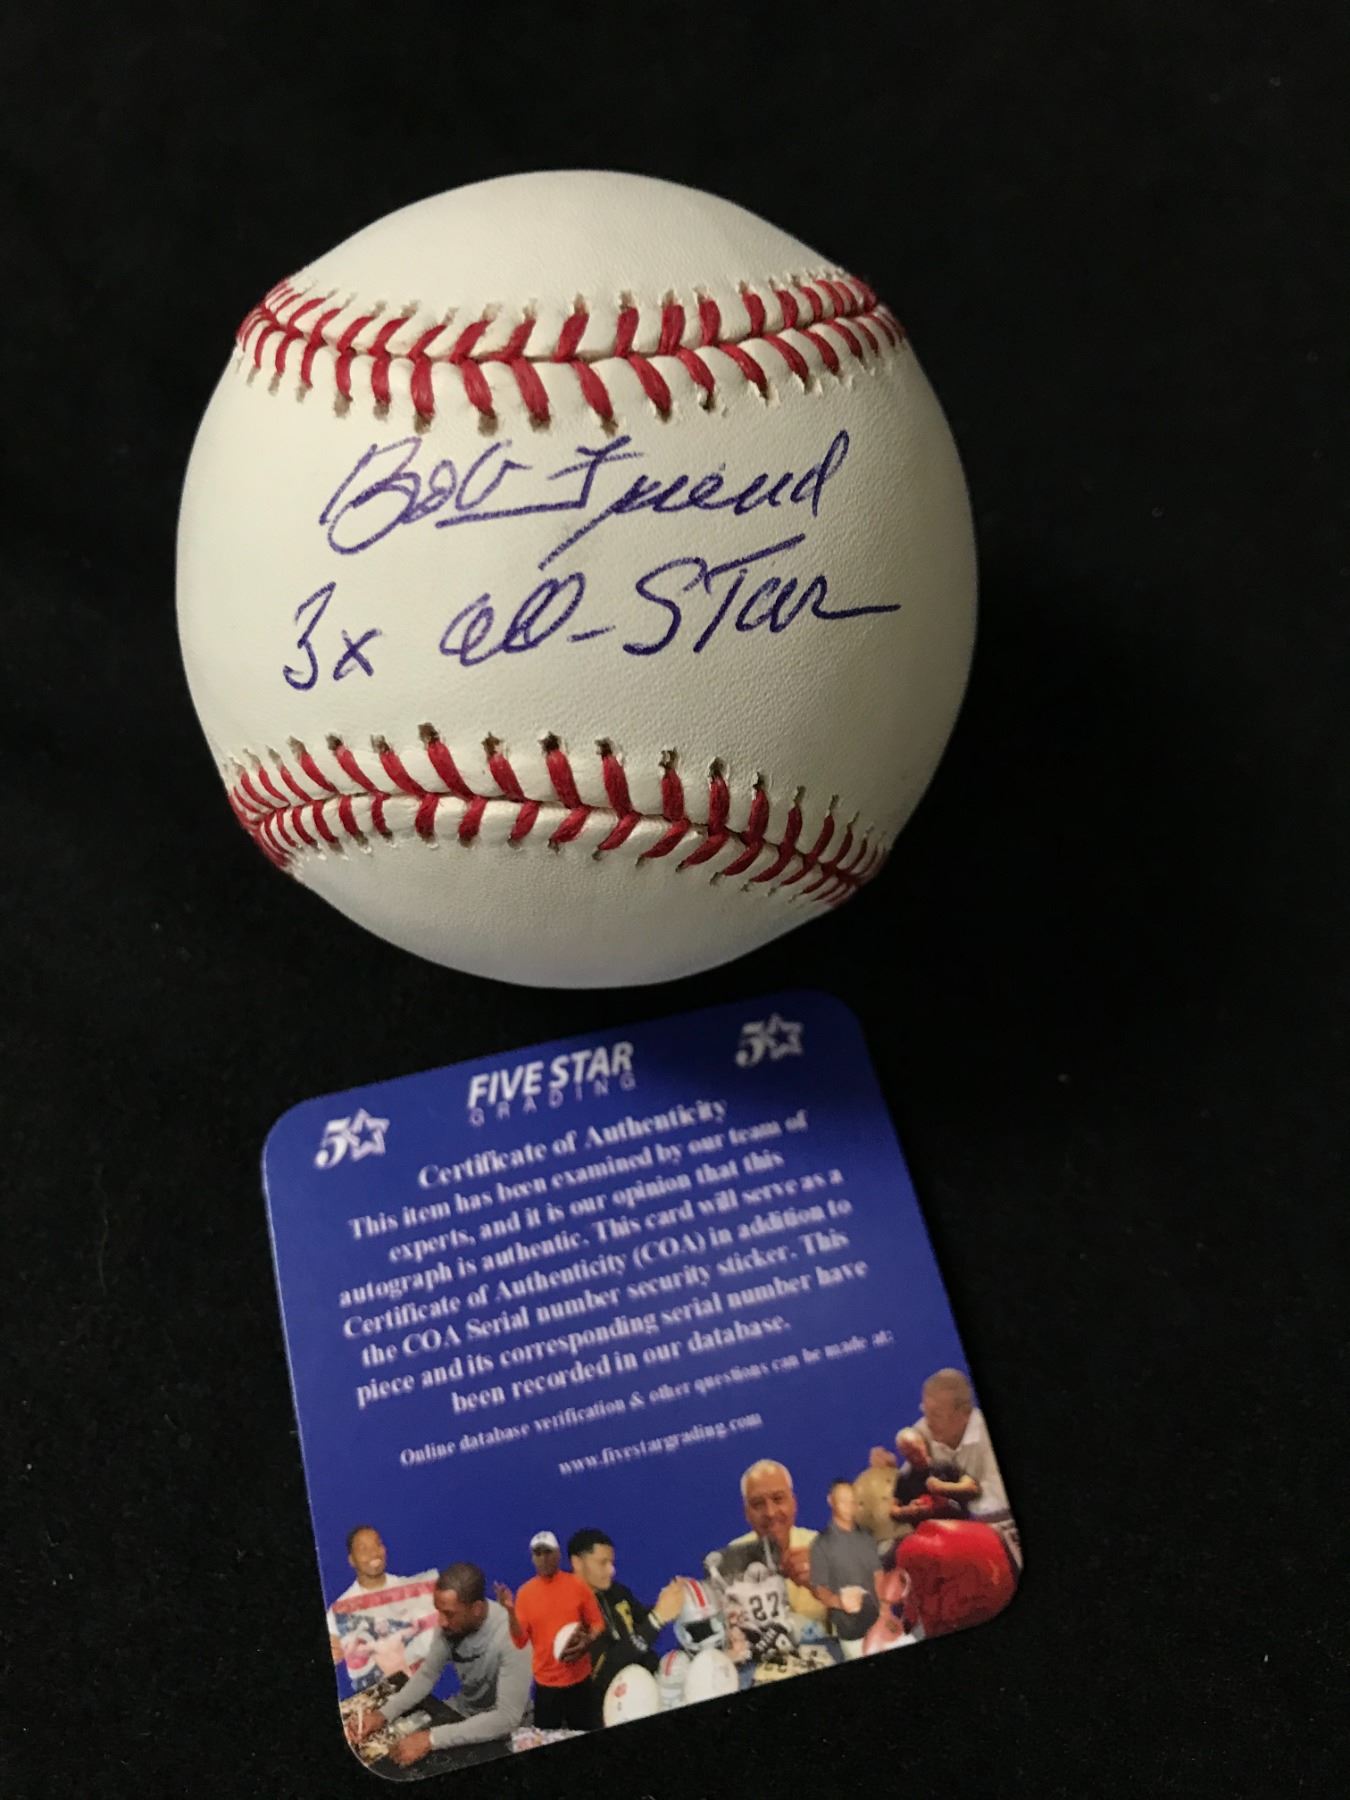 Bob Friend
3x All-Star
5
FIVE STAR
GRADING
5
Certificate of Authenticity
This item has been examined by our team of
experts, and it is our opinion that this
autograph is authentic. This card will serve as a
Certificate of Authenticity (COA) in addition to
the COA Serial number security sticker. This
piece and its corresponding serial number have
been recorded in our database.
Online database verification & other questions can be made at:
www.fivestargrading.com
27